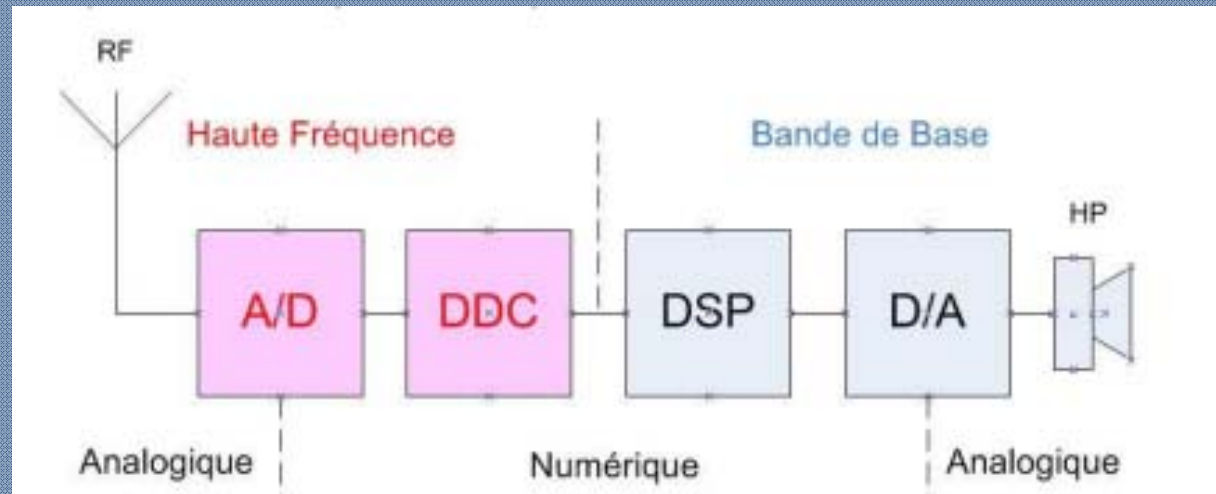 RF
Haute Fréquence
Bande de Base
HP
A/D
DDC
DSP
D/A
Analogique
Numérique
Analogique